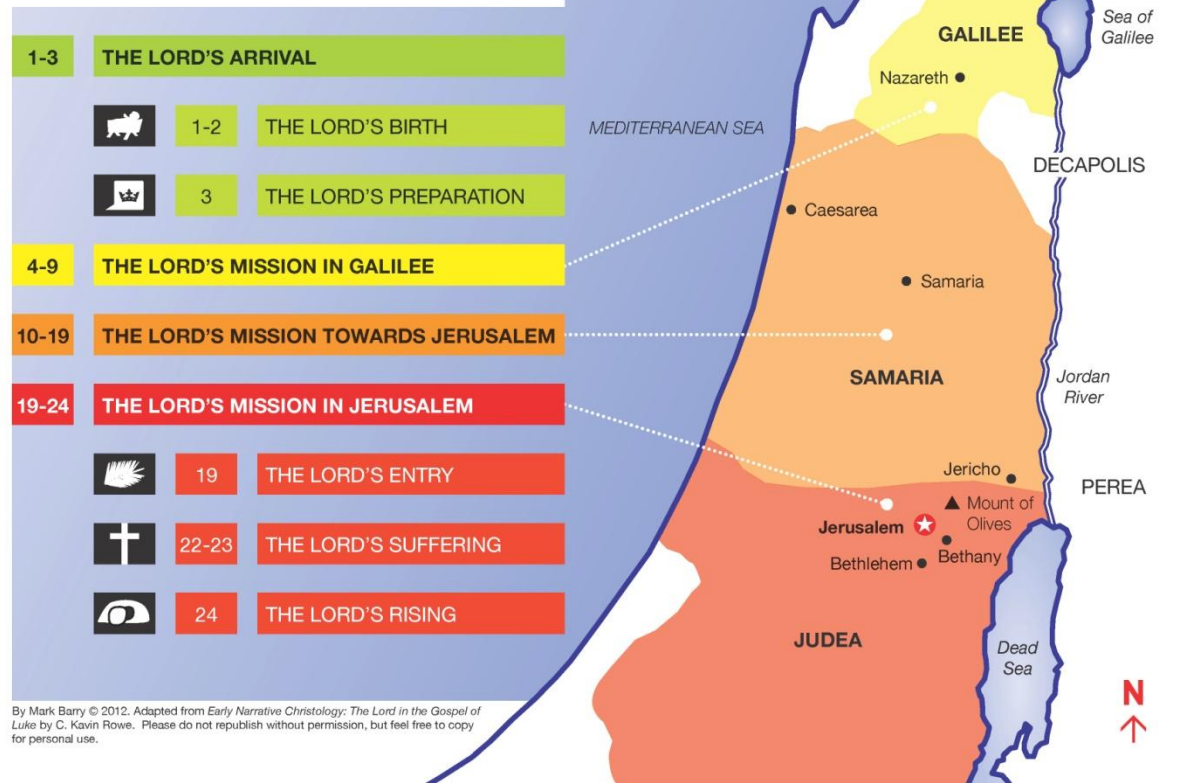 1-3 THE LORD'S ARRIVAL
1-2 THE LORD'S BIRTH
3 THE LORD'S PREPARATION
4-9 THE LORD'S MISSION IN GALILEE
10-19 THE LORD'S MISSION TOWARDS JERUSALEM
19-24 THE LORD'S MISSION IN JERUSALEM
19 THE LORD'S ENTRY
22-23 THE LORD'S SUFFERING
24 THE LORD'S RISING
By Mark Barry © 2012. Adapted from Early Narrative Christology: The Lord in the Gospel of
Luke by C. Kavin Rowe. Please do not republish without permission, but feel free to copy
for personal use.
Sea of
Galilee
GALILEE
Nazareth
MEDITERRANEAN SEA
DECAPOLIS
Caesarea
Samaria
SAMARIA
Jordan
River
Jericho
PEREA
Mount of
Olives
Jerusalem
Bethany
Bethlehem
JUDEA
Dead
Sea
N